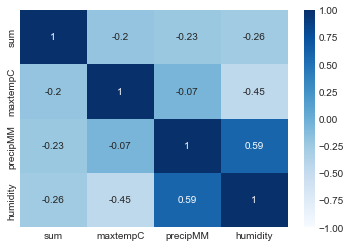 1.00
sum 1 -0.2 -0.23 -0.26
0.75
0.50
maxtempC -0.2 1 -0.07 -0.45
0.25
0.00
precipMM -0.23 -0.07 1 0.59
-0.25
-0.50
humidity -0.26 -0.45 0.59 1
-0.75
-1.00
sum maxtempC precipMM humidity